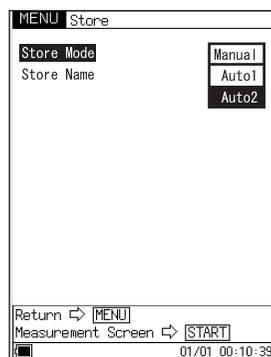 MENU Store
Store Mode Manual
Store Name Auto1
Auto2
Return ⇨ MENU
Measurement Screen ⇨ START
01/01 00:10:39